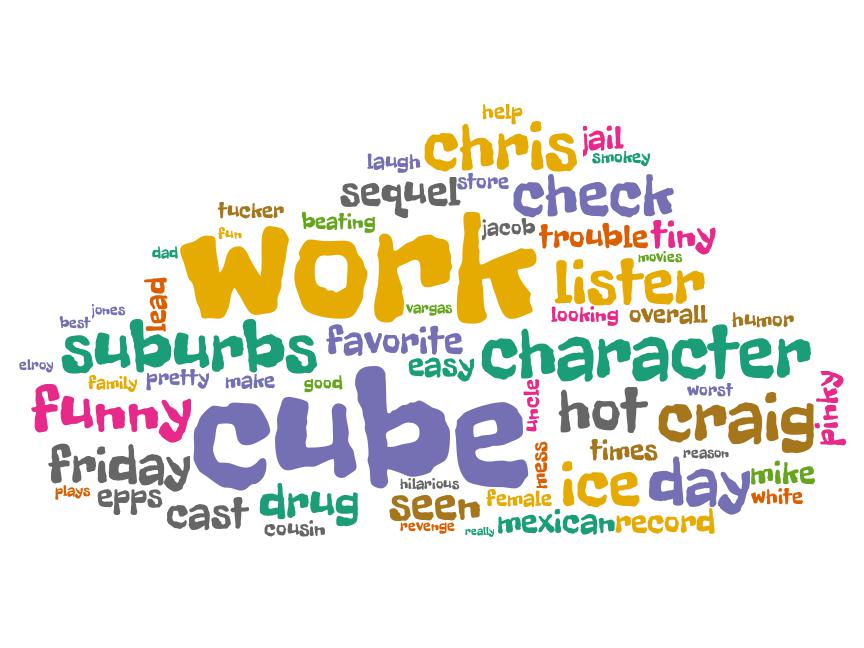 help
chris jail
laugh smokey
sequel store check
tucker beating jacob trouble tiny
fun work
dad movies
lead lister
vargas looking overall humor
best jones
suburbs favorite character
elroy easy
family pretty make good
funny cube uncle hot worst craig pinky
friday times reason
mess
plays epps hilarious ice day mike
cast drug seen female white
cousin revenge really mexican record